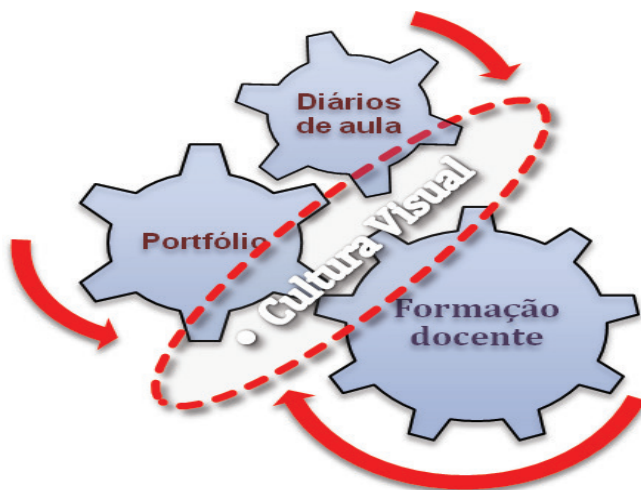 Diários
de aula
Portfólio
• Cultura Visual
Formação
docente